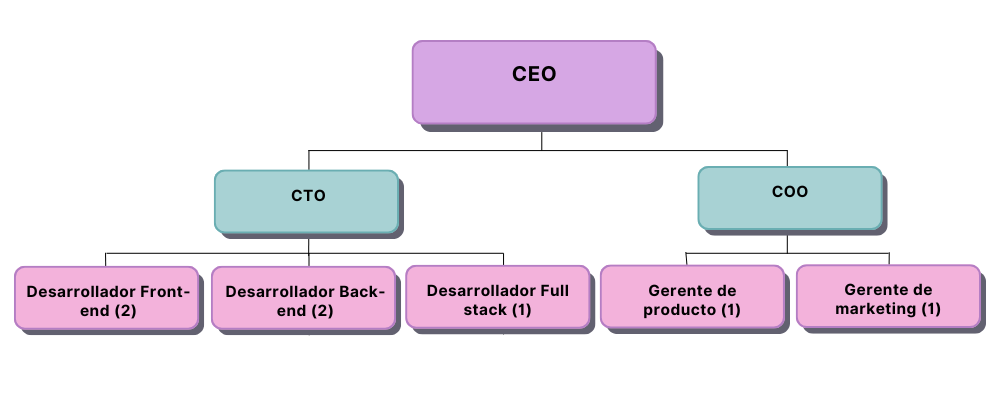 CEO
CTO
COO
Desarrollador Front-
end (2)
Desarrollador Back-
end (2)
Desarrollador Full
stack (1)
Gerente de
producto (1)
Gerente de
marketing (1)